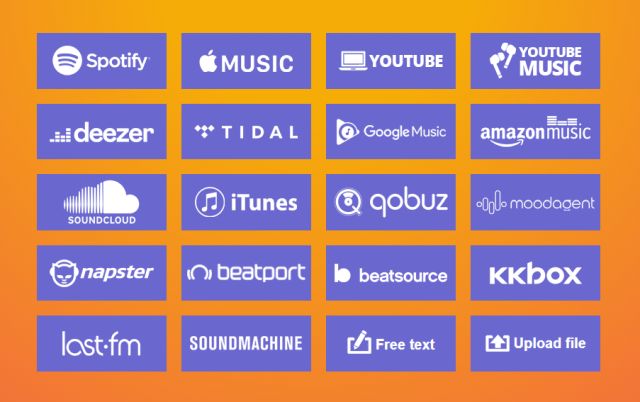 Spotify
MUSIC
YOUTUBE
YOUTUBE
MUSIC
deezer
TIDAL
Google Music
amazon music
SOUNDCLOUD
iTunes
qobuz
moodagent
napster
beatport
beatsource
KKBOX
last.fm
SOUNDMACHINE
Free text
Upload file